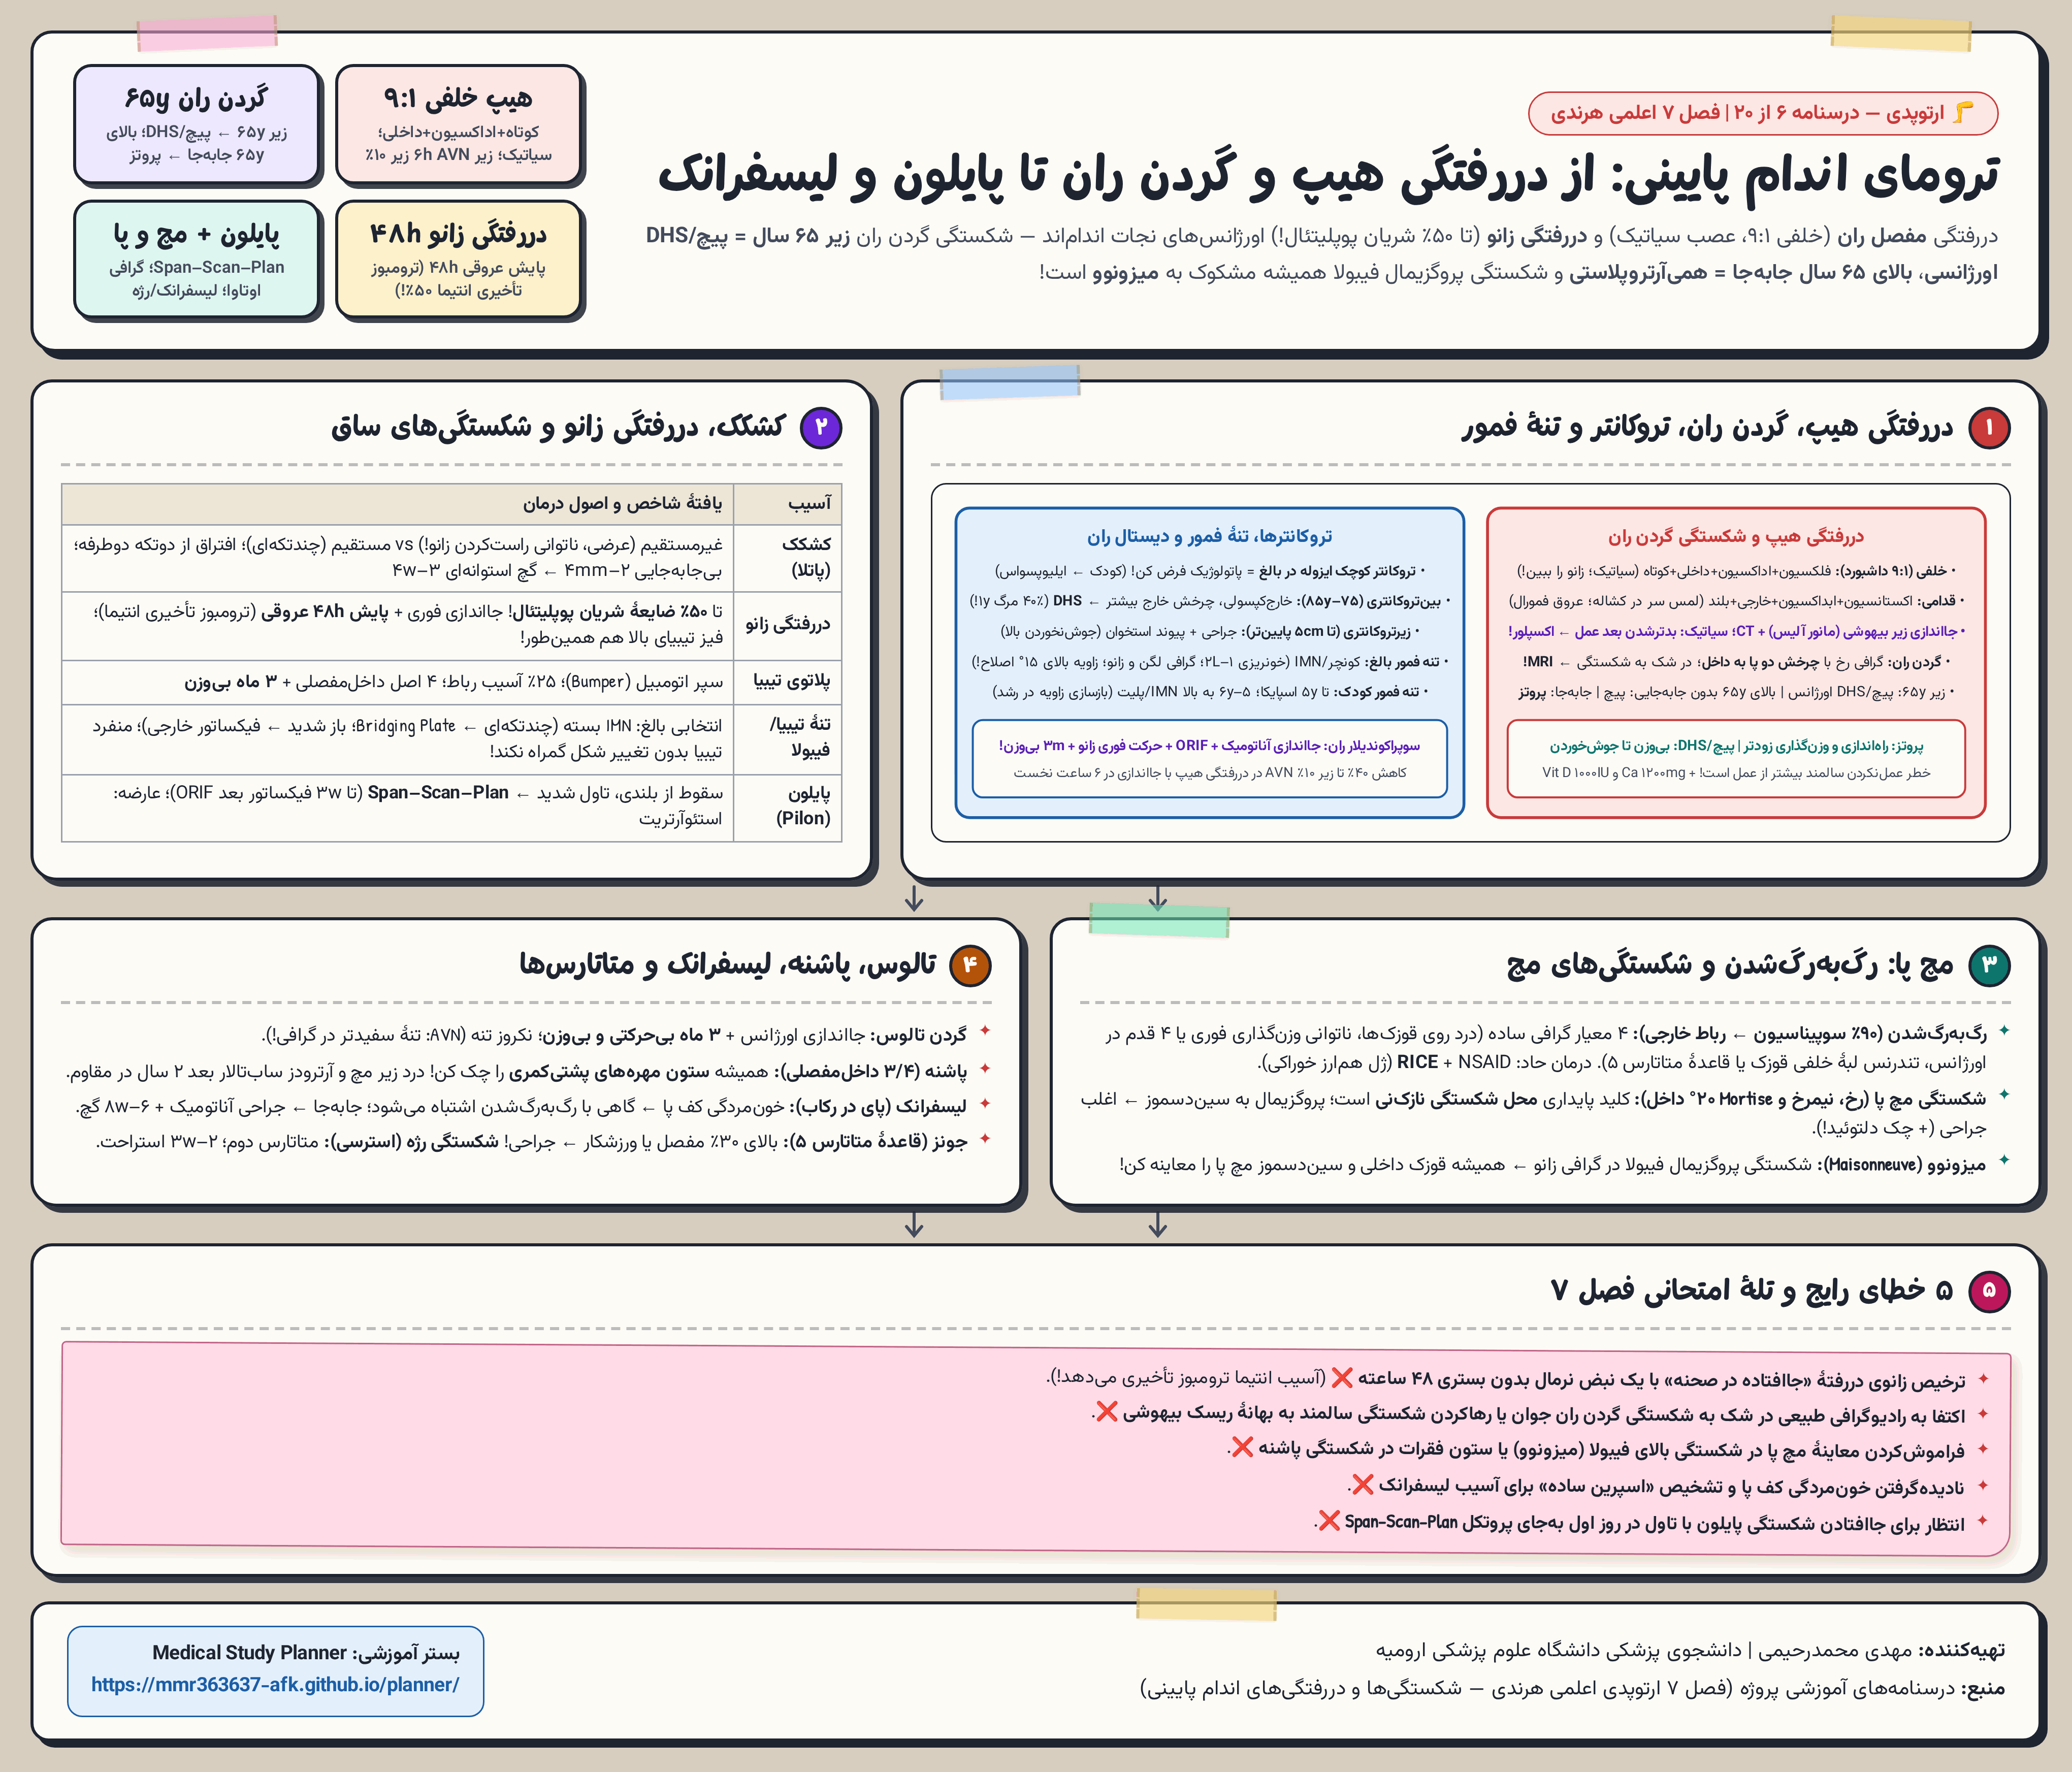 🦵 ارتوپدی — درسنامه ۶ از ۲۰ | فصل ۷ اعلمی هرندی
ترومای اندام پایینی: از دررفتگی هیپ و گردن ران تا پایلون و لیسفرانک
دررفتگی مفصل ران (خلفی ۹:۱، عصب سیاتیک) و دررفتگی زانو (تا ۵۰٪ شریان پوپلیتئال!) اورژانس‌های نجات اندام‌اند — شکستگی گردن ران زیر ۶۵ سال = پیچ/DHS
اورژانسی، بالای ۶۵ سال جابه‌جا = همی‌آرتروپلاستی و شکستگی پروگزیمال فیبولا همیشه مشکوک به میزونوو است!
هیپ خلفی ۹:۱
کوتاه+اداکسیون+داخلی؛
سیاتیک؛ زیر ۶h AVN زیر ۱۰٪
گردن ران ۶۵y
زیر ۶۵y ← پیچ/DHS؛ بالای
۶۵y جابه‌جا ← پروتز
دررفتگی زانو ۴۸h
پایش عروقی ۴۸h (ترومبوز
تأخیری انتیما ۵۰٪!)
پایلون + مچ و پا
Span–Scan–Plan؛ گرافی
اوتاوا؛ لیسفرانک/رژه
۱ دررفتگی هیپ، گردن ران، تروکانتر و تنهٔ فمور
دررفتگی هیپ و شکستگی گردن ران
• خلفی (۹:۱ داشبورد): فلکسیون+اداکسیون+داخلی+کوتاه (سیاتیک؛ زانو را ببین!)
• قدامی: اکستانسیون+ابداکسیون+خارجی+بلند (لمس سر در کشاله؛ عروق فمورال)
• جااندازی زیر بیهوشی (مانور آلیس) + CT؛ سیاتیک: بدترشدن بعد عمل ← اکسپلور!
• گردن ران: گرافی رخ با چرخش دو پا به داخل؛ در شک به شکستگی ← MRI!
• زیر ۶۵y: پیچ/DHS اورژانس | بالای ۶۵y بدون جابه‌جایی: پیچ | جابه‌جا: پروتز
پروتز: راه‌اندازی و وزن‌گذاری زودتر | پیچ/DHS: بی‌وزن تا جوش‌خوردن
خطر عمل‌نکردن سالمند بیشتر از عمل است! + Ca ۱۲۰۰mg و Vit D ۱۰۰۰IU
تروکانترها، تنهٔ فمور و دیستال ران
• تروکانتر کوچک ایزوله در بالغ = پاتولوژیک فرض کن! (کودک ← ایلیوپسواس)
• بین‌تروکانتری (۷۵–۸۵y): خارج‌کپسولی، چرخش خارج بیشتر ← DHS (۴۰٪ مرگ ۱y!)
• زیرتروکانتری (تا ۵cm پایین‌تر): جراحی + پیوند استخوان (جوش‌نخوردن بالا)
• تنه فمور بالغ: کونچر/IMN (خونریزی ۱–۲L؛ گرافی لگن و زانو؛ زاویه بالای ۱۵° اصلاح!)
• تنه فمور کودک: تا ۵y اسپایکا؛ ۵–۶y به بالا IMN/پلیت (بازسازی زاویه در رشد)
سوپراکوندیلار ران: جااندازی آناتومیک + ORIF + حرکت فوری زانو + ۳m بی‌وزن!
کاهش ۴۰٪ تا زیر ۱۰٪ AVN در دررفتگی هیپ با جااندازی در ۶ ساعت نخست
۲ کشکک، دررفتگی زانو و شکستگی‌های ساق
آسیب یافتهٔ شاخص و اصول درمان
کشکک (پاتلا) غیرمستقیم (عرضی، ناتوانی راست‌کردن زانو!) vs مستقیم (چندتکه‌ای)؛ افتراق از دوتکه دوطرفه؛
بی‌جابه‌جایی ۲–۴mm ← گچ استوانه‌ای ۳–۴w
دررفتگی زانو تا ۵۰٪ ضایعهٔ شریان پوپلیتئال! جااندازی فوری + پایش ۴۸h عروقی (ترومبوز تأخیری انتیما)؛
فیز تیبیای بالا هم همین‌طور!
پلاتوی تیبیا سپر اتومبیل (Bumper)؛ ۲۵٪ آسیب رباط؛ ۴ اصل داخل‌مفصلی + ۳ ماه بی‌وزن
تنهٔ تیبیا/فیبولا انتخابی بالغ: IMN بسته (چندتکه‌ای ← Bridging Plate؛ باز شدید ← فیکساتور خارجی)؛ منفرد
تیبیا بدون تغییر شکل گمراه نکند!
پایلون (Pilon) سقوط از بلندی، تاول شدید ← Span–Scan–Plan (تا ۳w فیکساتور بعد ORIF)؛ عارضه:
استئوآرتریت
۳ مچ پا: رگ‌به‌رگ‌شدن و شکستگی‌های مچ
✦ رگ‌به‌رگ‌شدن (۹۰٪ سوپیناسیون ← رباط خارجی): ۴ معیار گرافی ساده (درد روی قوزک‌ها، ناتوانی وزن‌گذاری فوری یا ۴ قدم در
اورژانس، تندرنس لبهٔ خلفی قوزک یا قاعدهٔ متاتارس ۵). درمان حاد: RICE + NSAID (ژل هم‌ارز خوراکی).
✦ شکستگی مچ پا (رخ، نیمرخ و Mortise ۲۰° داخل): کلید پایداری محل شکستگی نازک‌نی است؛ پروگزیمال به سین‌دسموز ← اغلب
جراحی (+ چک دلتوئید!).
✦ میزونوو (Maisonneuve): شکستگی پروگزیمال فیبولا در گرافی زانو ← همیشه قوزک داخلی و سین‌دسموز مچ پا را معاینه کن!
۴ تالوس، پاشنه، لیسفرانک و متاتارس‌ها
✦ گردن تالوس: جااندازی اورژانس + ۳ ماه بی‌حرکتی و بی‌وزن؛ نکروز تنه (AVN: تنهٔ سفیدتر در گرافی!).
✦ پاشنه (۳/۴ داخل‌مفصلی): همیشه ستون مهره‌های پشتی‌کمری را چک کن! درد زیر مچ و آرترودز ساب‌تالار بعد ۲ سال در مقاوم.
✦ لیسفرانک (پای در رکاب): خون‌مردگی کف پا ← گاهی با رگ‌به‌رگ‌شدن اشتباه می‌شود؛ جابه‌جا ← جراحی آناتومیک + ۶–۸w گچ.
✦ جونز (قاعدهٔ متاتارس ۵): بالای ۳۰٪ مفصل یا ورزشکار ← جراحی! شکستگی رژه (استرسی): متاتارس دوم؛ ۲–۳w استراحت.
۵ ۵ خطای رایج و تلهٔ امتحانی فصل ۷
✦ ترخیص زانوی دررفتهٔ «جاافتاده در صحنه» با یک نبض نرمال بدون بستری ۴۸ ساعته ❌ (آسیب انتیما ترومبوز تأخیری می‌دهد!).
✦ اکتفا به رادیوگرافی طبیعی در شک به شکستگی گردن ران جوان یا رهاکردن شکستگی سالمند به بهانهٔ ریسک بیهوشی ❌.
✦ فراموش‌کردن معاینهٔ مچ پا در شکستگی بالای فیبولا (میزونوو) یا ستون فقرات در شکستگی پاشنه ❌.
✦ نادیده‌گرفتن خون‌مردگی کف پا و تشخیص «اسپرین ساده» برای آسیب لیسفرانک ❌.
✦ انتظار برای جاافتادن شکستگی پایلون با تاول در روز اول به‌جای پروتکل Span-Scan-Plan ❌.
تهیه‌کننده: مهدی محمدرحیمی | دانشجوی پزشکی دانشگاه علوم پزشکی ارومیه
منبع: درسنامه‌های آموزشی پروژه (فصل ۷ ارتوپدی اعلمی هرندی — شکستگی‌ها و دررفتگی‌های اندام پایینی)
بستر آموزشی: Medical Study Planner
https://mmr363637-afk.github.io/planner/